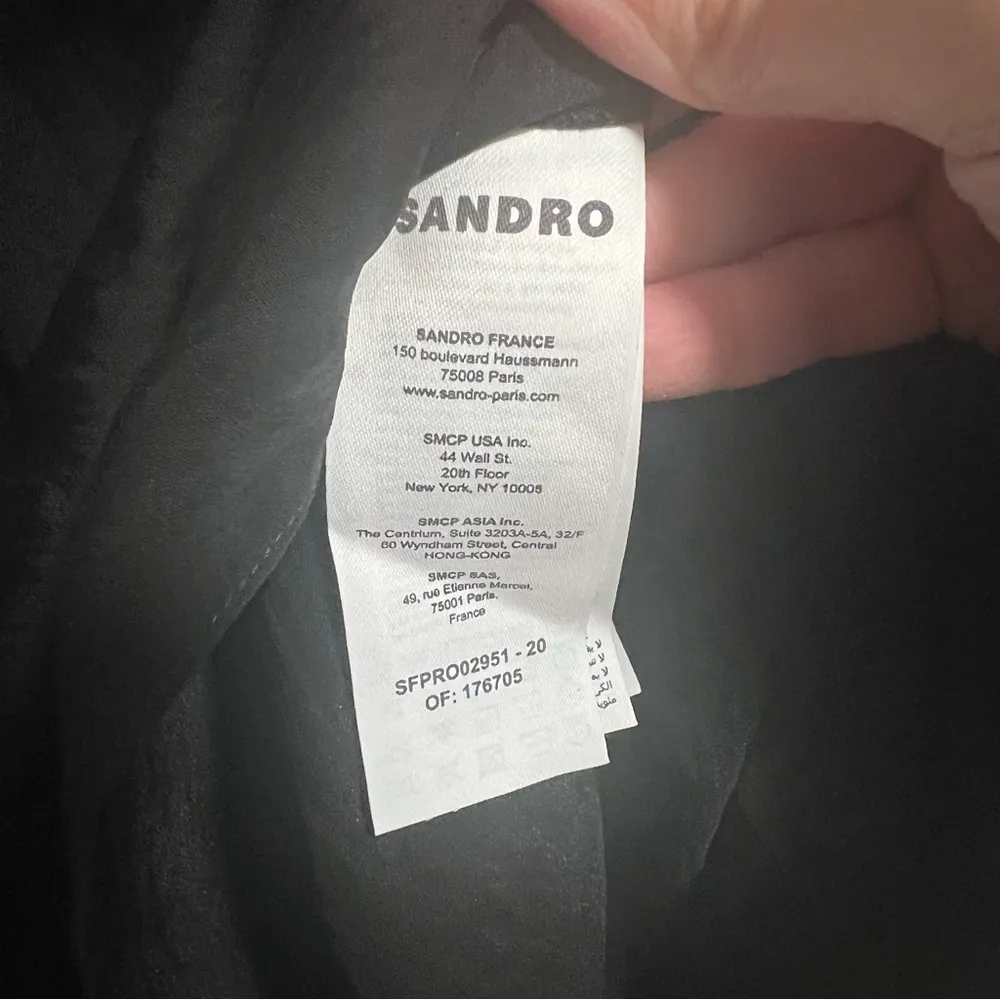 SANDRO
SANDRO FRANCE
150 boulevard Haussmann
75008 Paris
www.sandro-paris.com
SMCP USA Inc.
44 Wall St.
20th Floor
New York, NY 10005
SMCP ASIA Inc.
The Centrium, Suite 3203A-5A, 32/F
60 Wyndham Street, Central
HONG-KONG
SMCP SAS,
49, rue Etienne Marcel,
75001 Paris,
France
SFPRO02951 - 20
OF: 176705